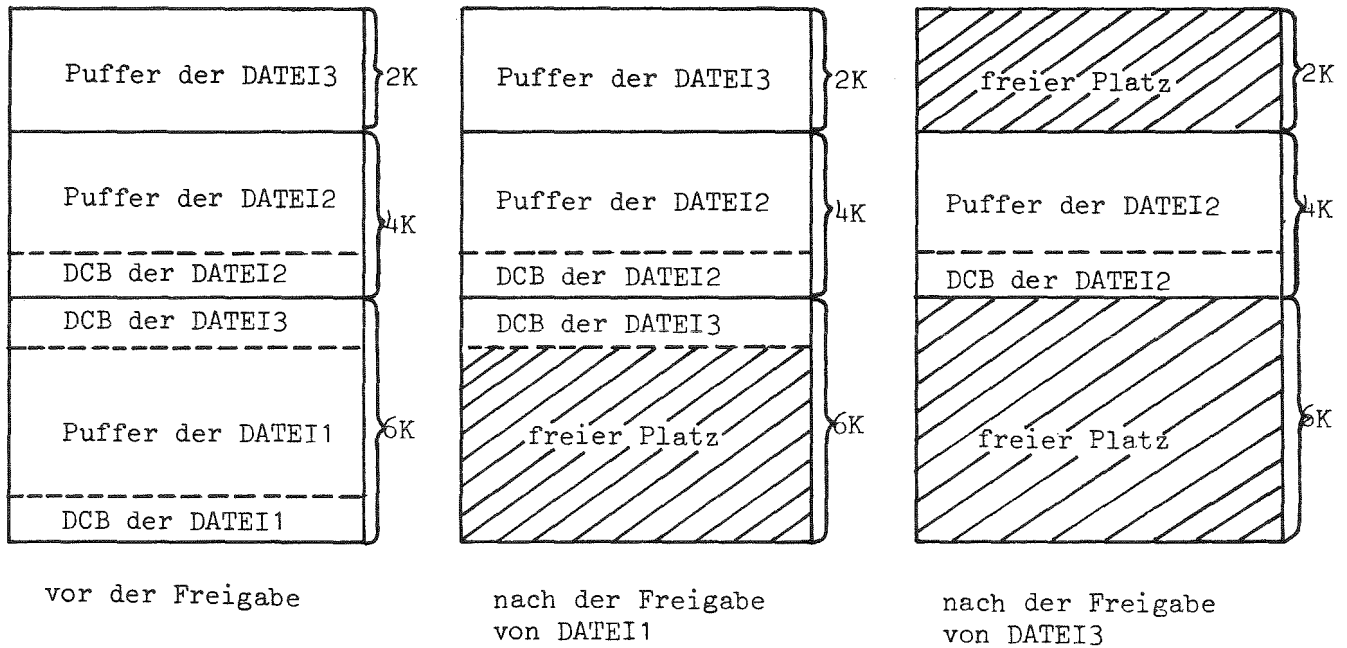 Puffer der DATEI3
2K
Puffer der DATEI2
4K
DCB der DATEI2
DCB der DATEI3
Puffer der DATEI1
6K
DCB der DATEI1
vor der Freigabe
Puffer der DATEI3
2K
Puffer der DATEI2
4K
DCB der DATEI2
DCB der DATEI3
freier Platz
6K
nach der Freigabe
von DATEI1
freier Platz
2K
Puffer der DATEI2
4K
DCB der DATEI2
freier Platz
6K
nach der Freigabe
von DATEI3